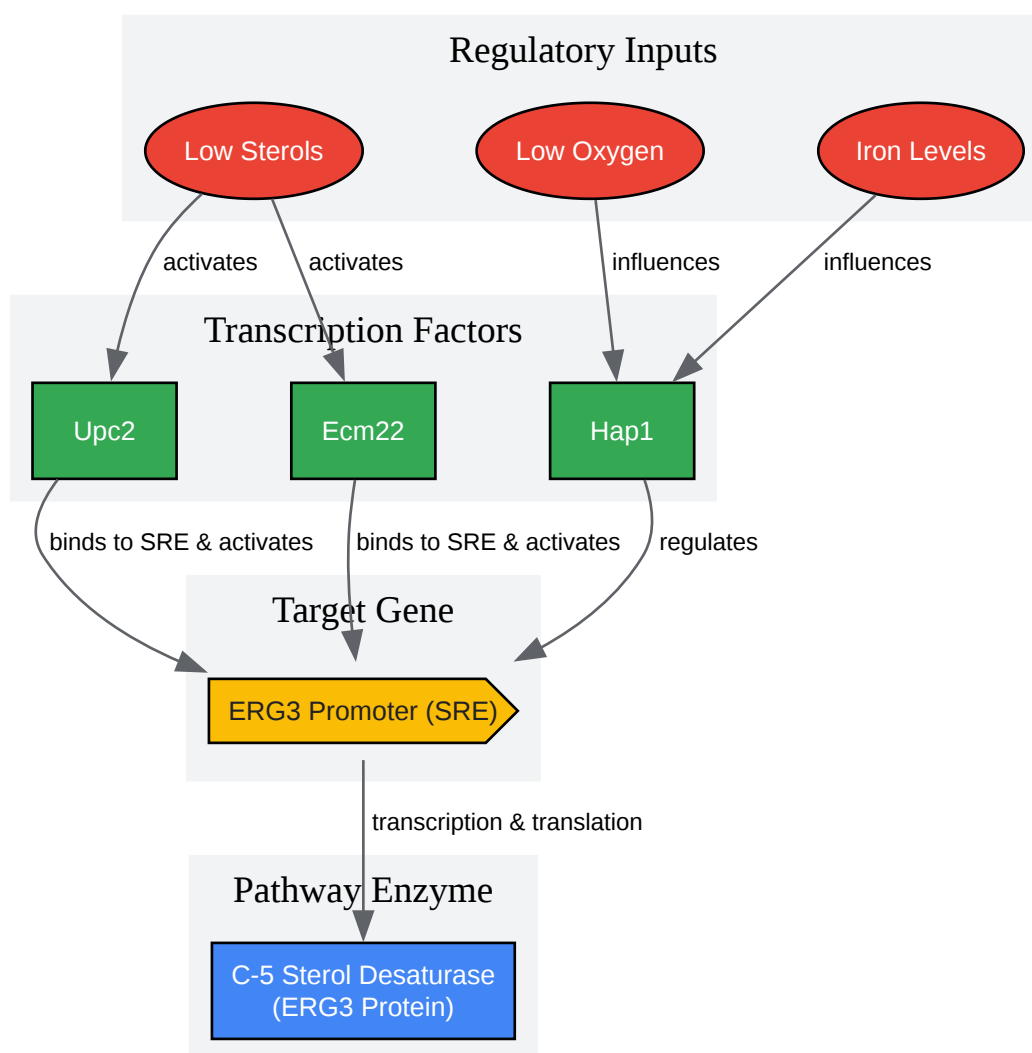 Regulatory Inputs
Low Sterols
Low Oxygen
Iron Levels
activates
activates
influences
influences
Transcription Factors
Upc2
Ecm22
Hap1
binds to SRE & activates
binds to SRE & activates
regulates
Target Gene
ERG3 Promoter (SRE)
transcription & translation
Pathway Enzyme
C-5 Sterol Desaturase
(ERG3 Protein)